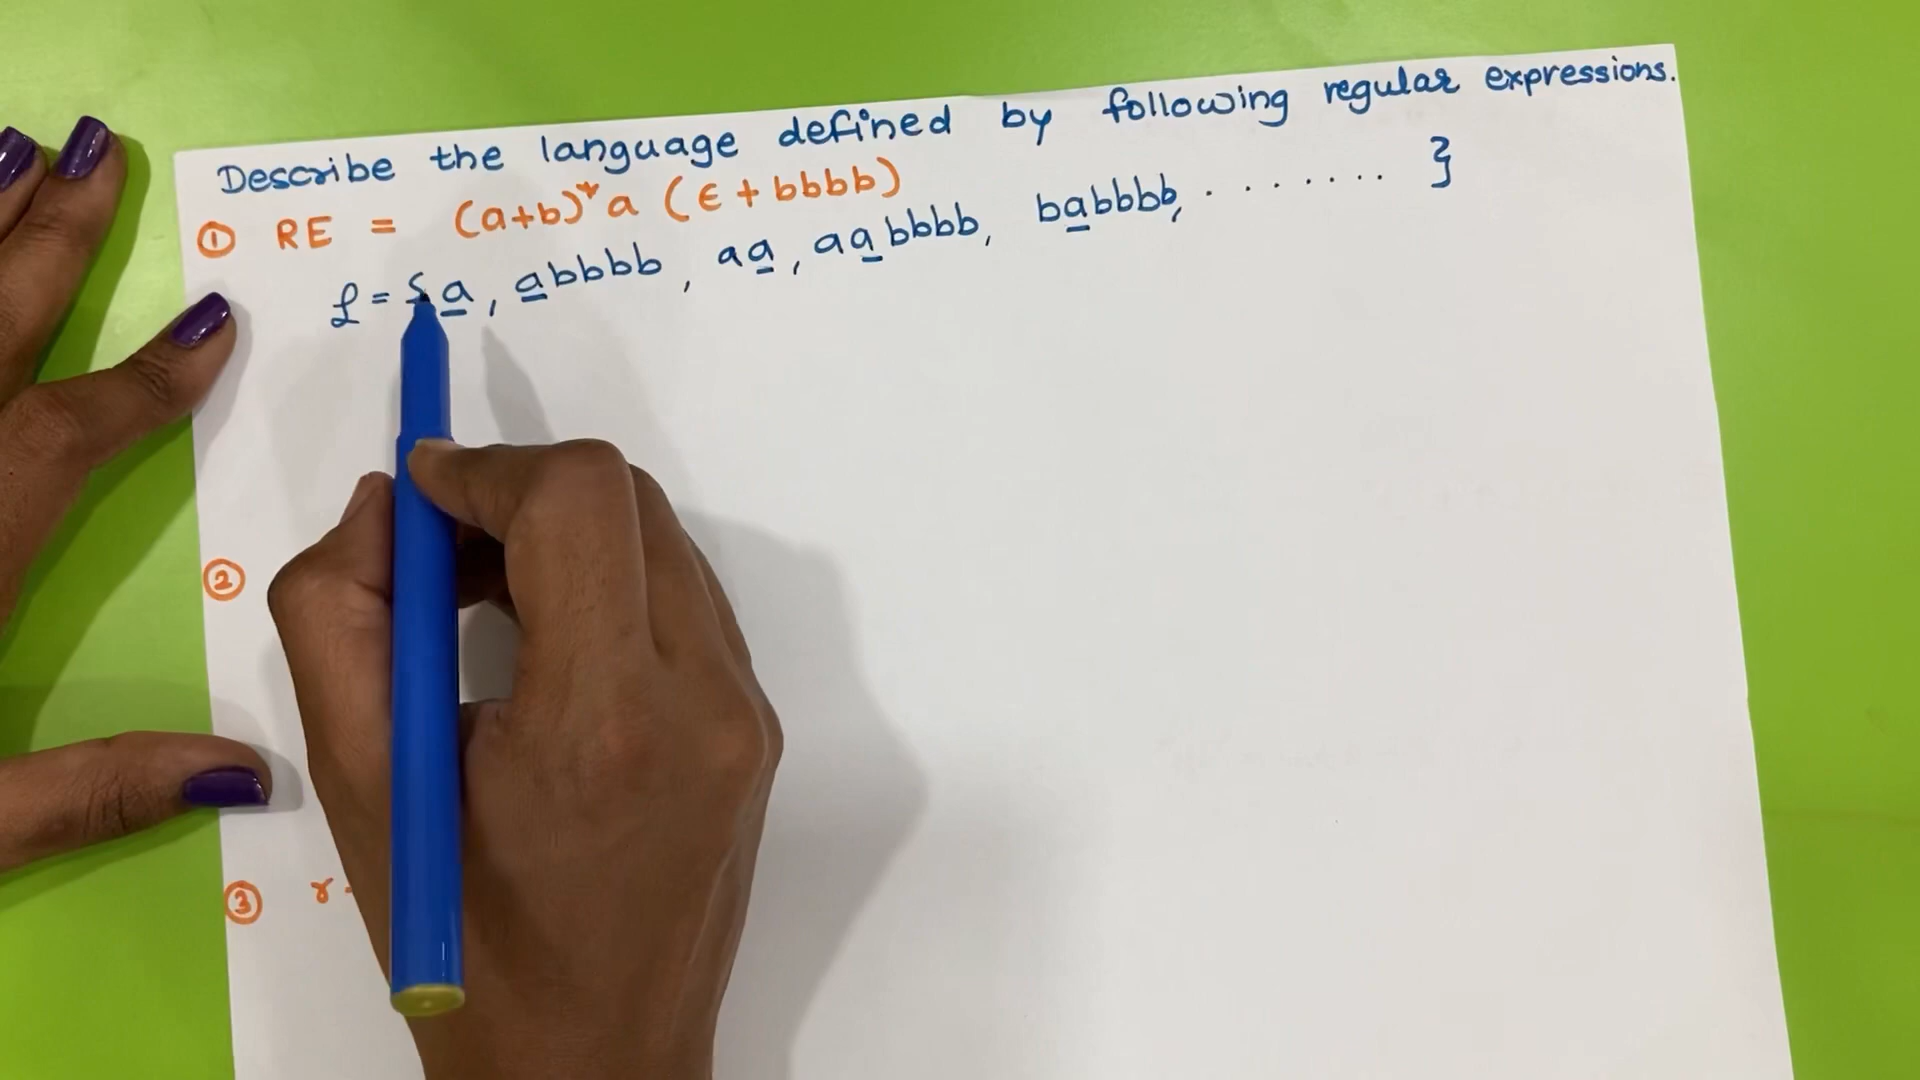 Describe the language defined by following regular expressions.
① RE = (a+b)* a (ϵ + bbbb)
L = { a, abbbb, aa, aabbbb, babbbb, ....... }
②
③ r